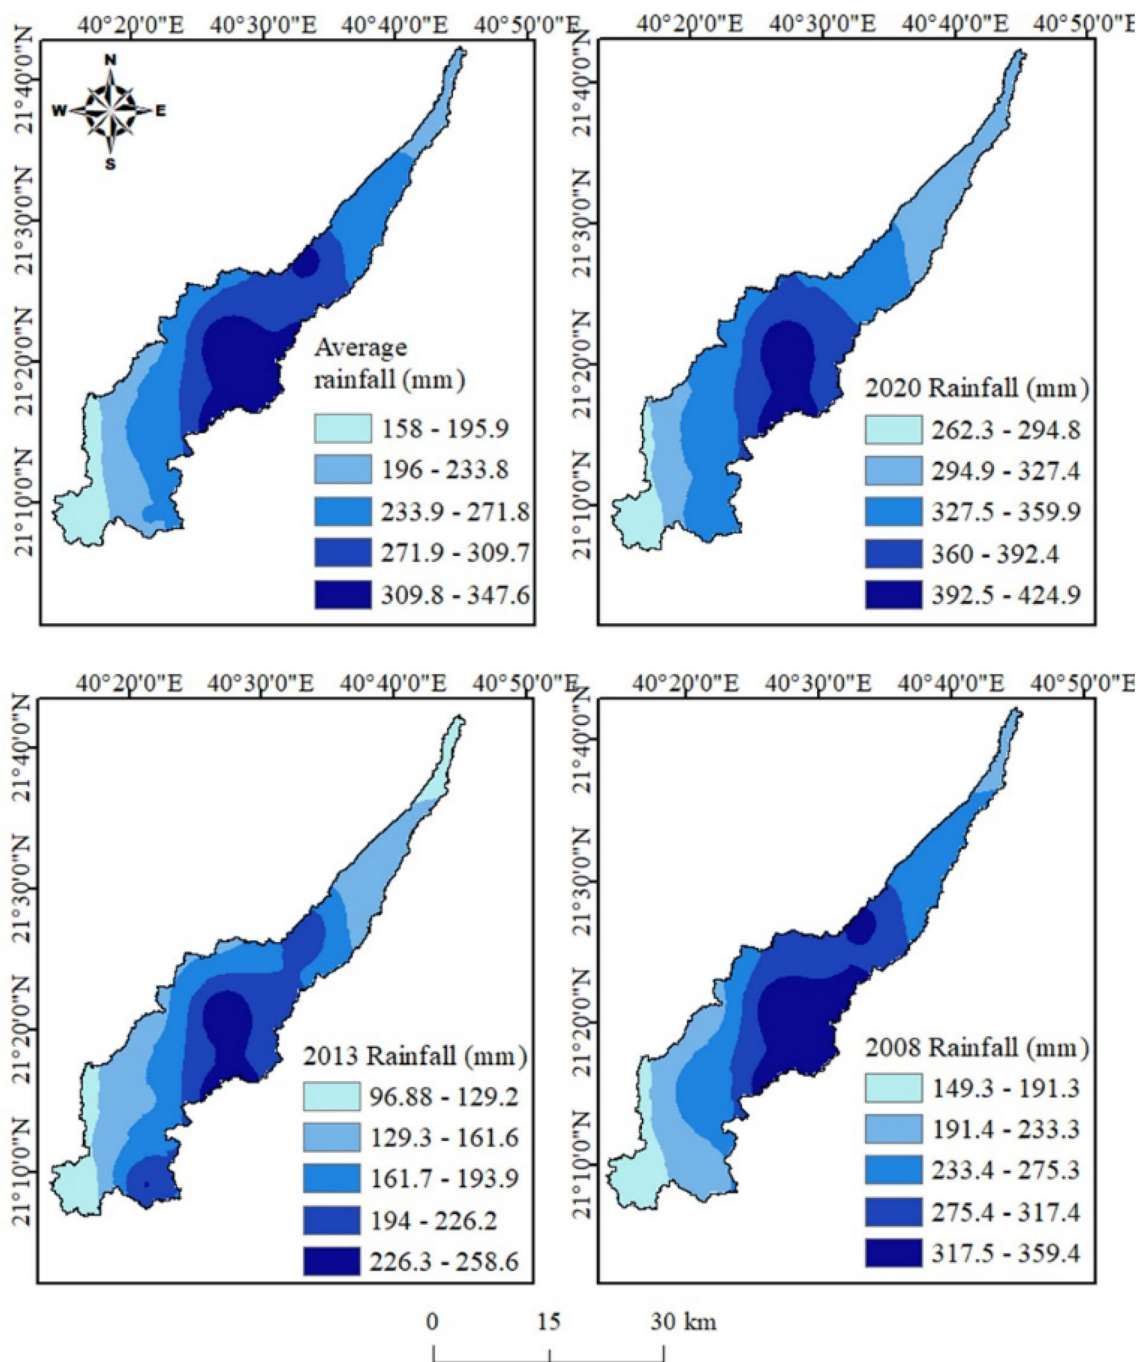 40°20'0"E 40°30'0"E 40°40'0"E 40°50'0"E
40°20'0"E 40°30'0"E 40°40'0"E 40°50'0"E
21°40'0"N
21°30'0"N
21°20'0"N
21°10'0"N
N
W E
S
Average
rainfall (mm)
158 - 195.9
196 - 233.8
233.9 - 271.8
271.9 - 309.7
309.8 - 347.6
21°40'0"N
21°30'0"N
21°20'0"N
21°10'0"N
2020 Rainfall (mm)
262.3 - 294.8
294.9 - 327.4
327.5 - 359.9
360 - 392.4
392.5 - 424.9
40°20'0"E 40°30'0"E 40°40'0"E 40°50'0"E
40°20'0"E 40°30'0"E 40°40'0"E 40°50'0"E
21°40'0"N
21°30'0"N
21°20'0"N
21°10'0"N
2013 Rainfall (mm)
96.88 - 129.2
129.3 - 161.6
161.7 - 193.9
194 - 226.2
226.3 - 258.6
21°40'0"N
21°30'0"N
21°20'0"N
21°10'0"N
2008 Rainfall (mm)
149.3 - 191.3
191.4 - 233.3
233.4 - 275.3
275.4 - 317.4
317.5 - 359.4
0 15 30 km